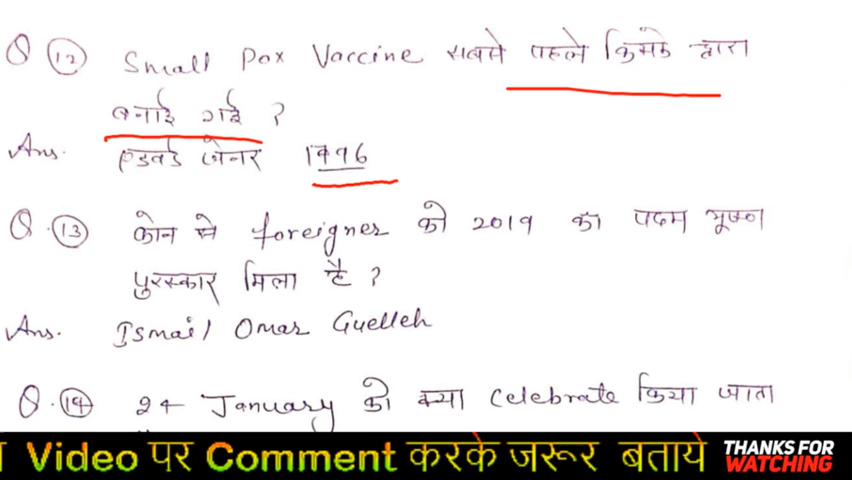 Q (12) Small Pox Vaccine सबसे पहले किसके द्वारा
बनाई गई ?
Ans. एडवर्ड जेनर 1796
Q. (13) कोन से foreigner को 2019 का पदम भूषण
पुरस्कार मिला है ?
Ans. Ismail Omar Guelleh
Q. (14) 24 January को क्या celebrate किया जाता
Video पर Comment करके जरूर बताये
THANKS FOR
WATCHING